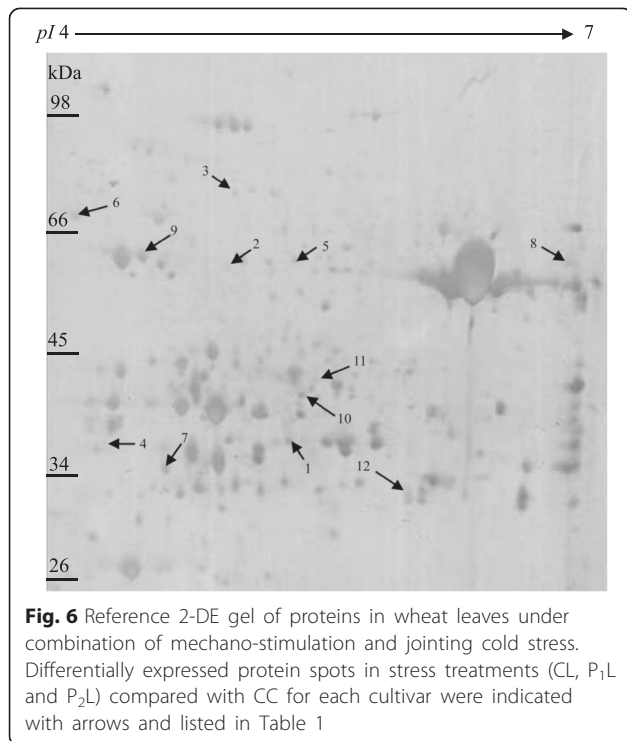 pI 4 7
kDa
98
3
6
66
9
2
5
8
45
11
10
4
7
1
12
34
26
Fig. 6 Reference 2-DE gel of proteins in wheat leaves under
combination of mechano-stimulation and jointing cold stress.
Differentially expressed protein spots in stress treatments (CL, P₁L
and P₂L) compared with CC for each cultivar were indicated
with arrows and listed in Table 1